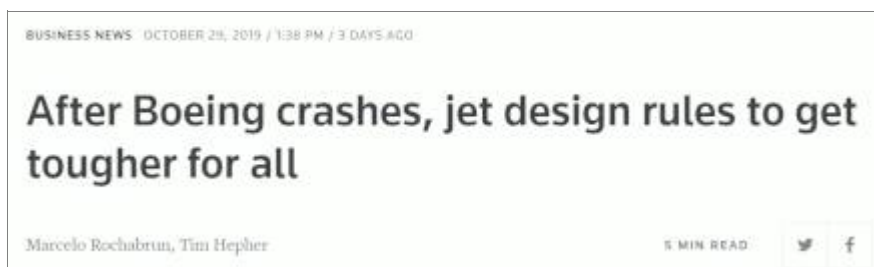 BUSINESS NEWS OCTOBER 29, 2019 / 1:38 PM / 3 DAYS AGO
After Boeing crashes, jet design rules to get
tougher for all
Marcelo Rochabrun, Tim Hepher 5 MIN READ